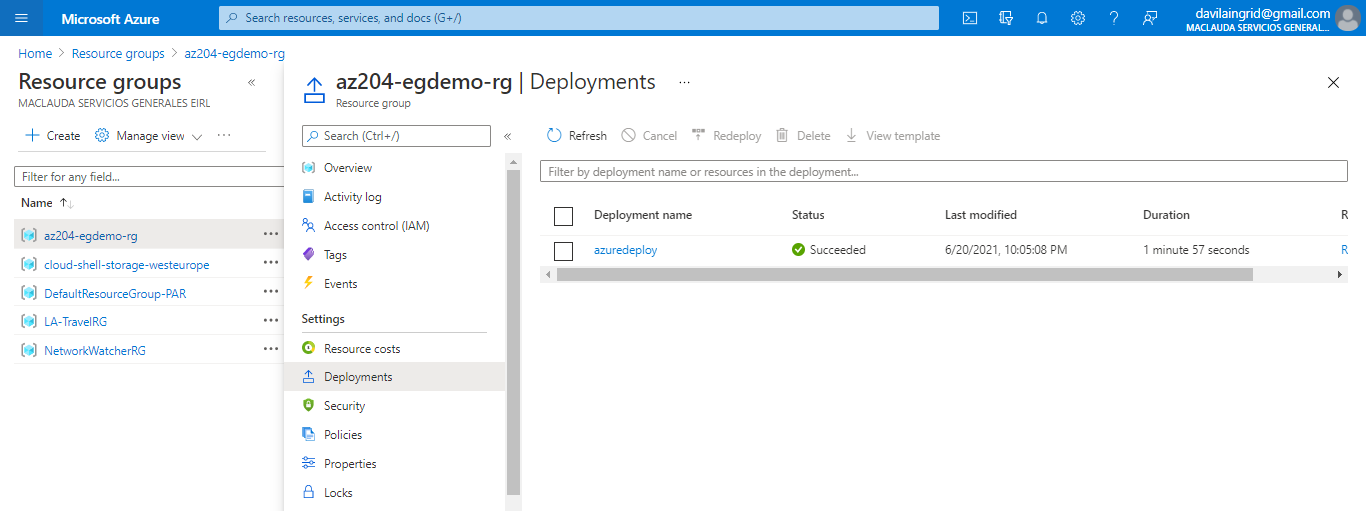 Microsoft Azure
Search resources, services, and docs (G+/)
davilaingrid@gmail.com
MACLAUDA SERVICIOS GENERAL...
Home > Resource groups > az204-egdemo-rg
Resource groups
MACLAUDA SERVICIOS GENERALES EIRL
Create
Manage view
...
Filter for any field...
Name
az204-egdemo-rg
cloud-shell-storage-westeurope
DefaultResourceGroup-PAR
LA-TravelRG
NetworkWatcherRG
az204-egdemo-rg | Deployments
...
Resource group
Search (Ctrl+/)
Overview
Activity log
Access control (IAM)
Tags
Events
Settings
Resource costs
Deployments
Security
Policies
Properties
Locks
Refresh
Cancel
Redeploy
Delete
View template
Filter by deployment name or resources in the deployment...
Deployment name Status Last modified Duration R
azuredeploy Succeeded 6/20/2021, 10:05:08 PM 1 minute 57 seconds R